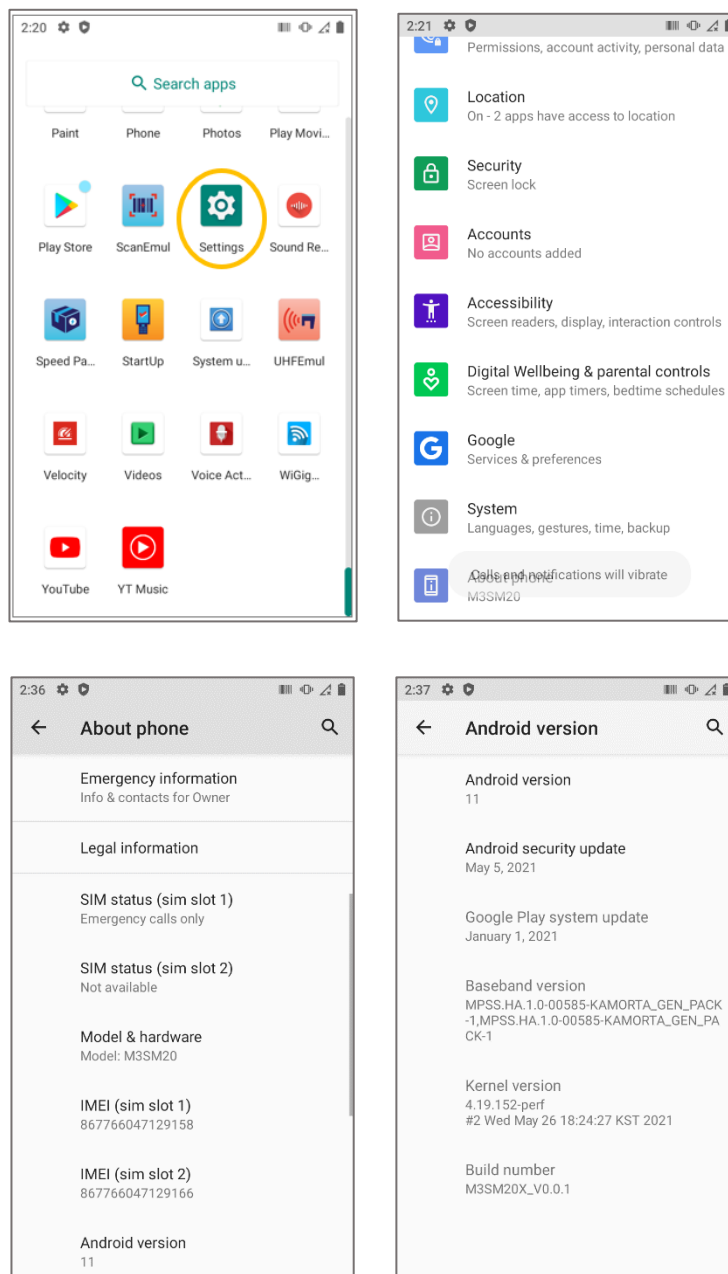 2:20
Search apps
Paint
Phone
Photos
Play Movi...
Play Store
ScanEmul
Settings
Sound Re...
Speed Pa...
StartUp
System u...
UHFEmul
Velocity
Videos
Voice Act...
WiGig...
YouTube
YT Music
2:21
Permissions, account activity, personal data
Location
On - 2 apps have access to location
Security
Screen lock
Accounts
No accounts added
Accessibility
Screen readers, display, interaction controls
Digital Wellbeing & parental controls
Screen time, app timers, bedtime schedules
G
Google
Services & preferences
System
Languages, gestures, time, backup
About phone
Calls and notifications will vibrate
M3SM20
2:36
About phone
Emergency information
Info & contacts for Owner
Legal information
SIM status (sim slot 1)
Emergency calls only
SIM status (sim slot 2)
Not available
Model & hardware
Model: M3SM20
IMEI (sim slot 1)
867766047129158
IMEI (sim slot 2)
867766047129166
Android version
11
2:37
Android version
Android version
11
Android security update
May 5, 2021
Google Play system update
January 1, 2021
Baseband version
MPSS.HA.1.0-00585-KAMORTA_GEN_PACK
-1,MPSS.HA.1.0-00585-KAMORTA_GEN_PA
CK-1
Kernel version
4.19.152-perf
#2 Wed May 26 18:24:27 KST 2021
Build number
M3SM20X_V0.0.1